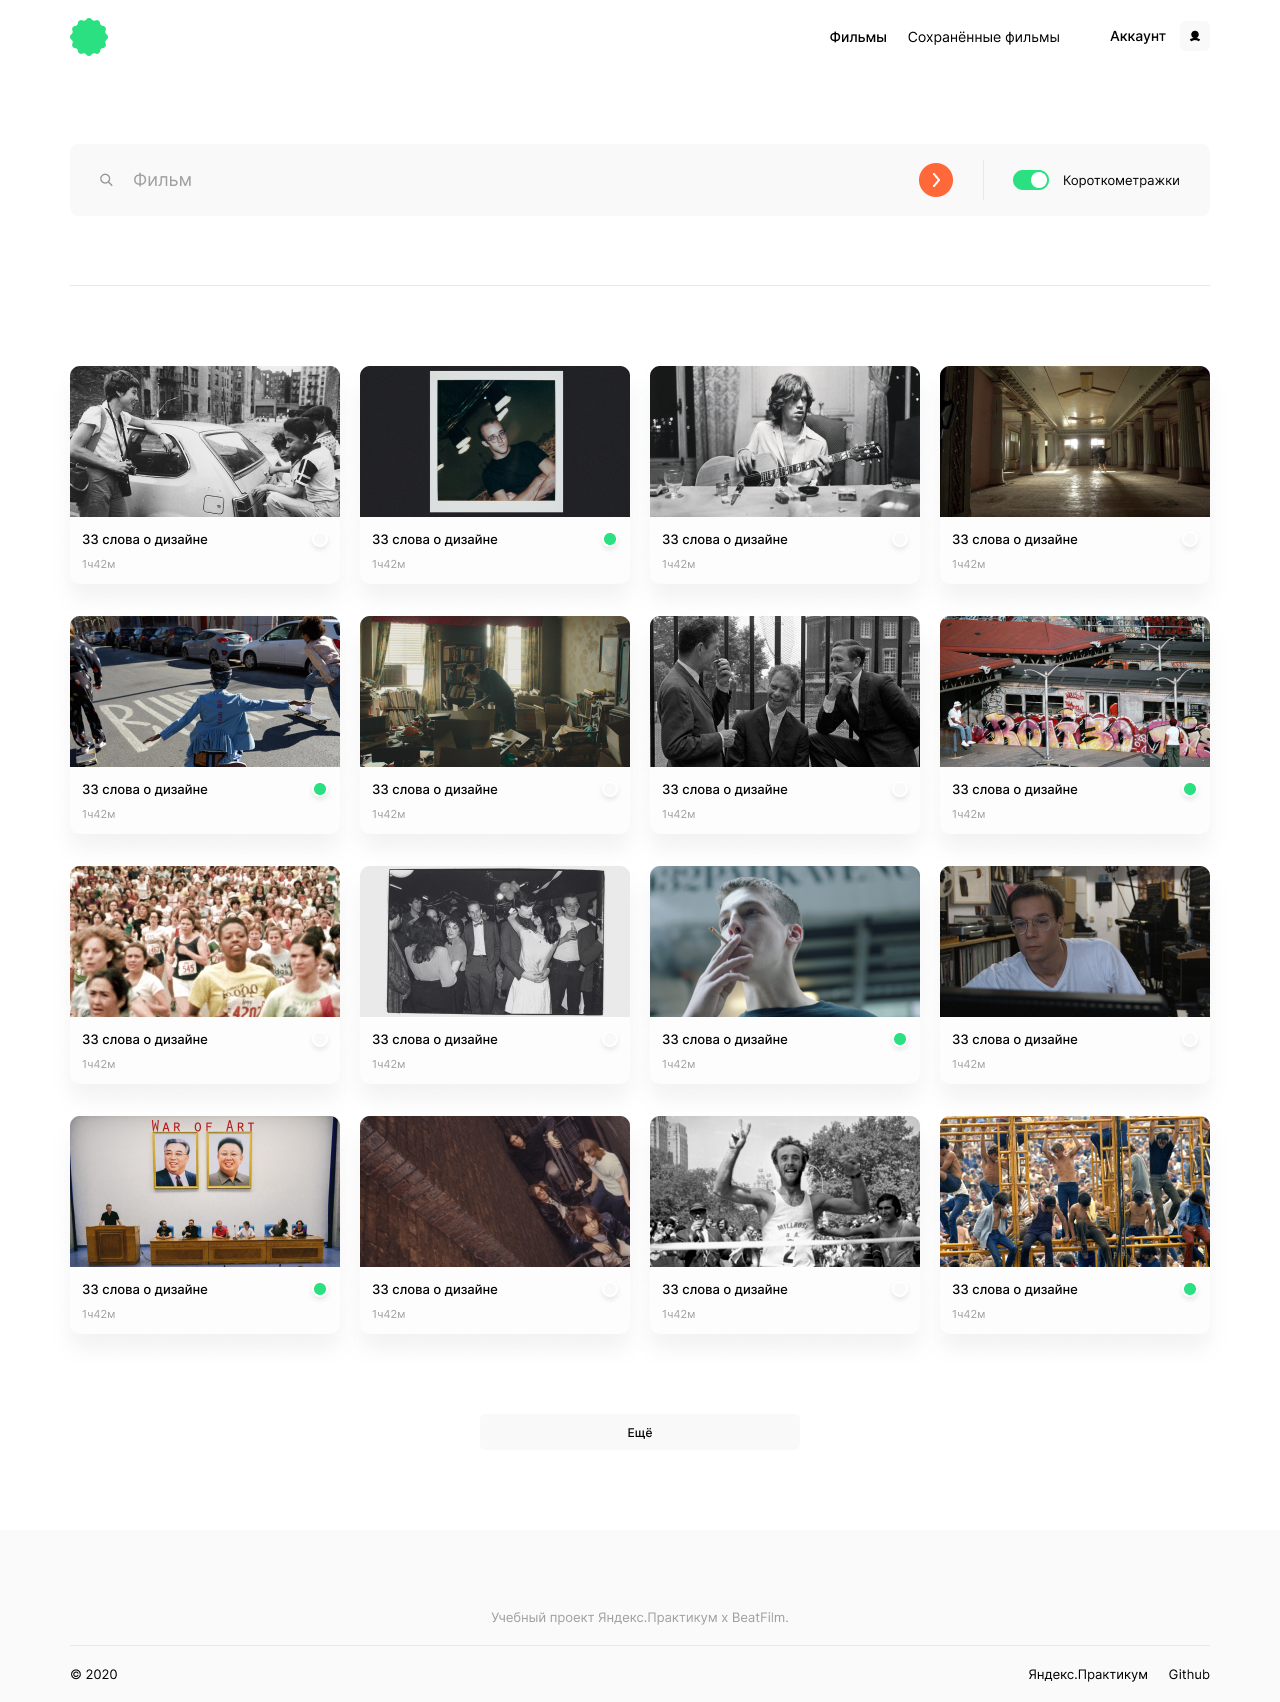 Фильмы Сохранённые фильмы Аккаунт
Фильм Короткометражки
33 слова о дизайне
1ч42м
33 слова о дизайне
1ч42м
33 слова о дизайне
1ч42м
33 слова о дизайне
1ч42м
33 слова о дизайне
1ч42м
33 слова о дизайне
1ч42м
33 слова о дизайне
1ч42м
33 слова о дизайне
1ч42м
545
33 слова о дизайне
1ч42м
33 слова о дизайне
1ч42м
33 слова о дизайне
1ч42м
33 слова о дизайне
1ч42м
WAR OF ART
33 слова о дизайне
1ч42м
33 слова о дизайне
1ч42м
33 слова о дизайне
1ч42м
33 слова о дизайне
1ч42м
Ещё
Учебный проект Яндекс.Практикум х BeatFilm.
© 2020 Яндекс.Практикум Github